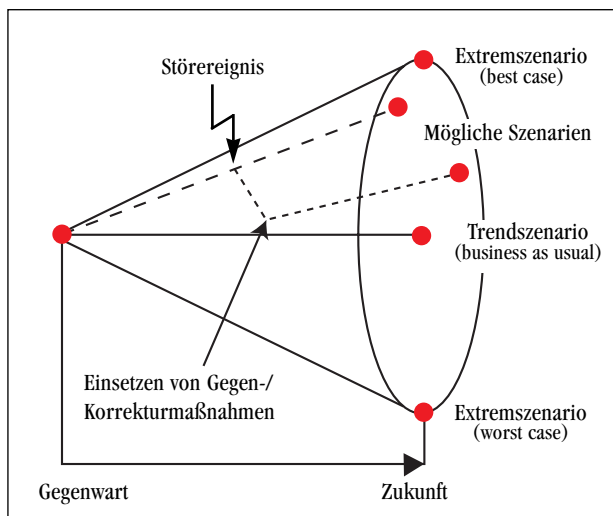 Störereignis
Extremszenario
(best case)
Mögliche Szenarien
Trendszenario
(business as usual)
Einsetzen von Gegen-/
Korrekturmaßnahmen
Extremszenario
(worst case)
Gegenwart
Zukunft